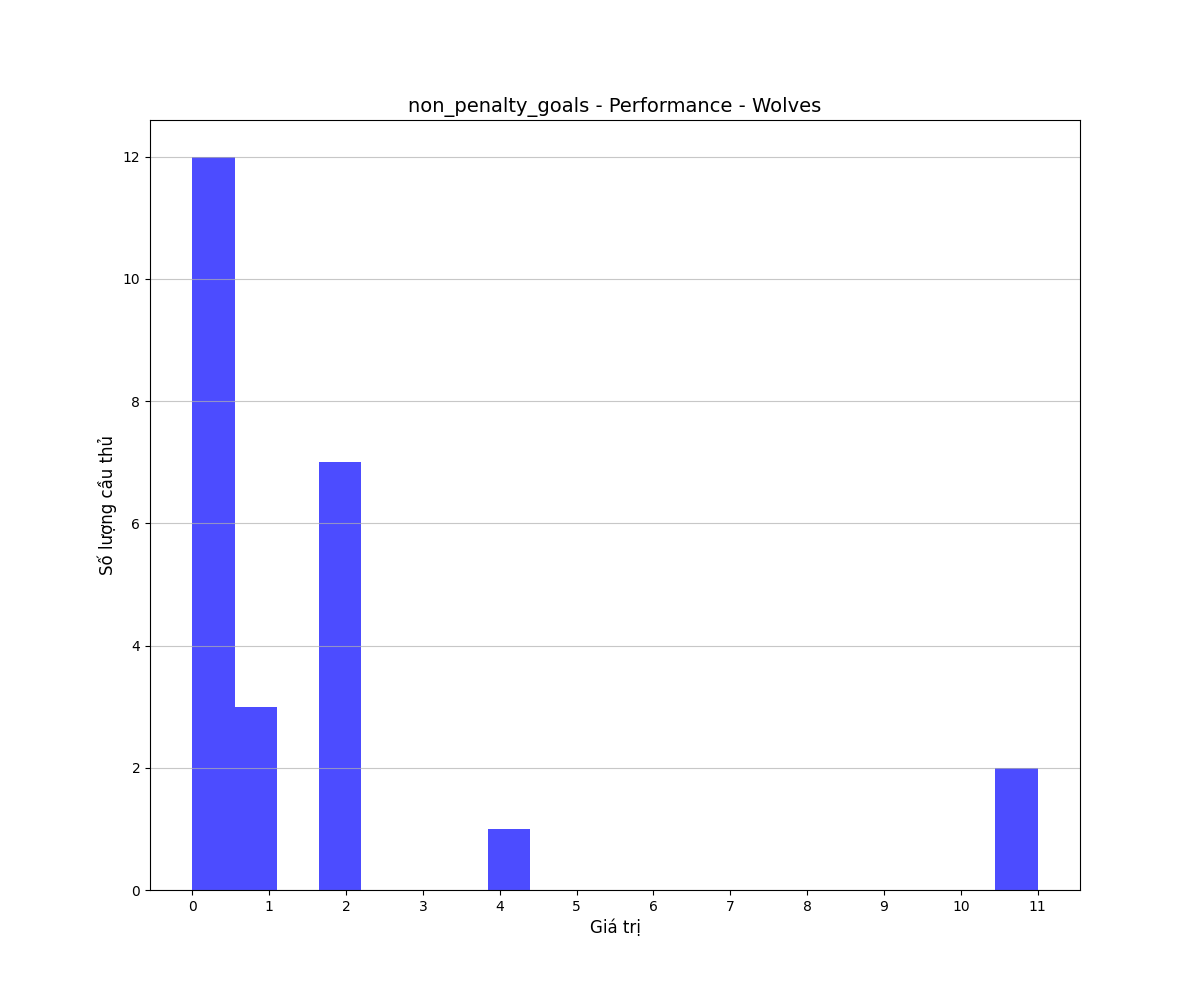 non_penalty_goals - Performance - Wolves
Số lượng cầu thủ
12
10
8
6
4
2
0
0 1 2 3 4 5 6 7 8 9 10 11
Giá trị